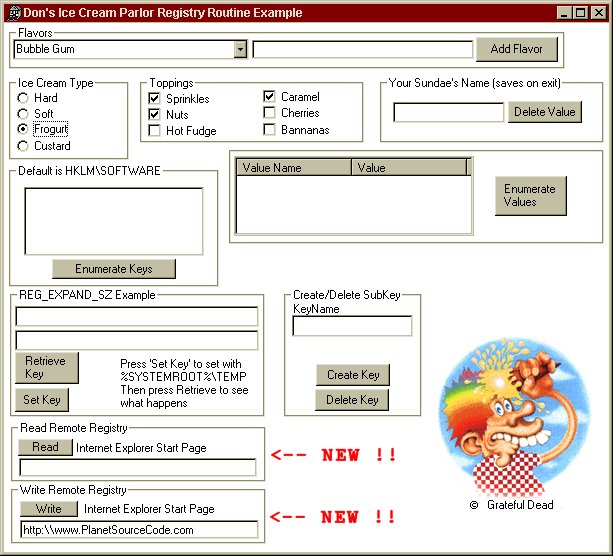 Don's Ice Cream Parlor Registry Routine Example
Flavors
Bubble Gum
Add Flavor
Ice Cream Type
Hard
Soft
Frogurt
Custard
Toppings
Sprinkles
Nuts
Hot Fudge
Caramel
Cherries
Bannanas
Your Sundae's Name (saves on exit)
Delete Value
Default is HKLM\SOFTWARE
Enumerate Keys
Value Name Value
Enumerate
Values
REG_EXPAND_SZ Example
Retrieve
Key
Set Key
Press 'Set Key' to set with
%SYSTEMROOT%\TEMP
Then press Retrieve to see
what happens
Create/Delete SubKey
KeyName
Create Key
Delete Key
Read Remote Registry
Read Internet Explorer Start Page
<-- NEW !!
Write Remote Registry
Write Internet Explorer Start Page
http:\\www.PlanetSourceCode.com
<-- NEW !!
© Grateful Dead